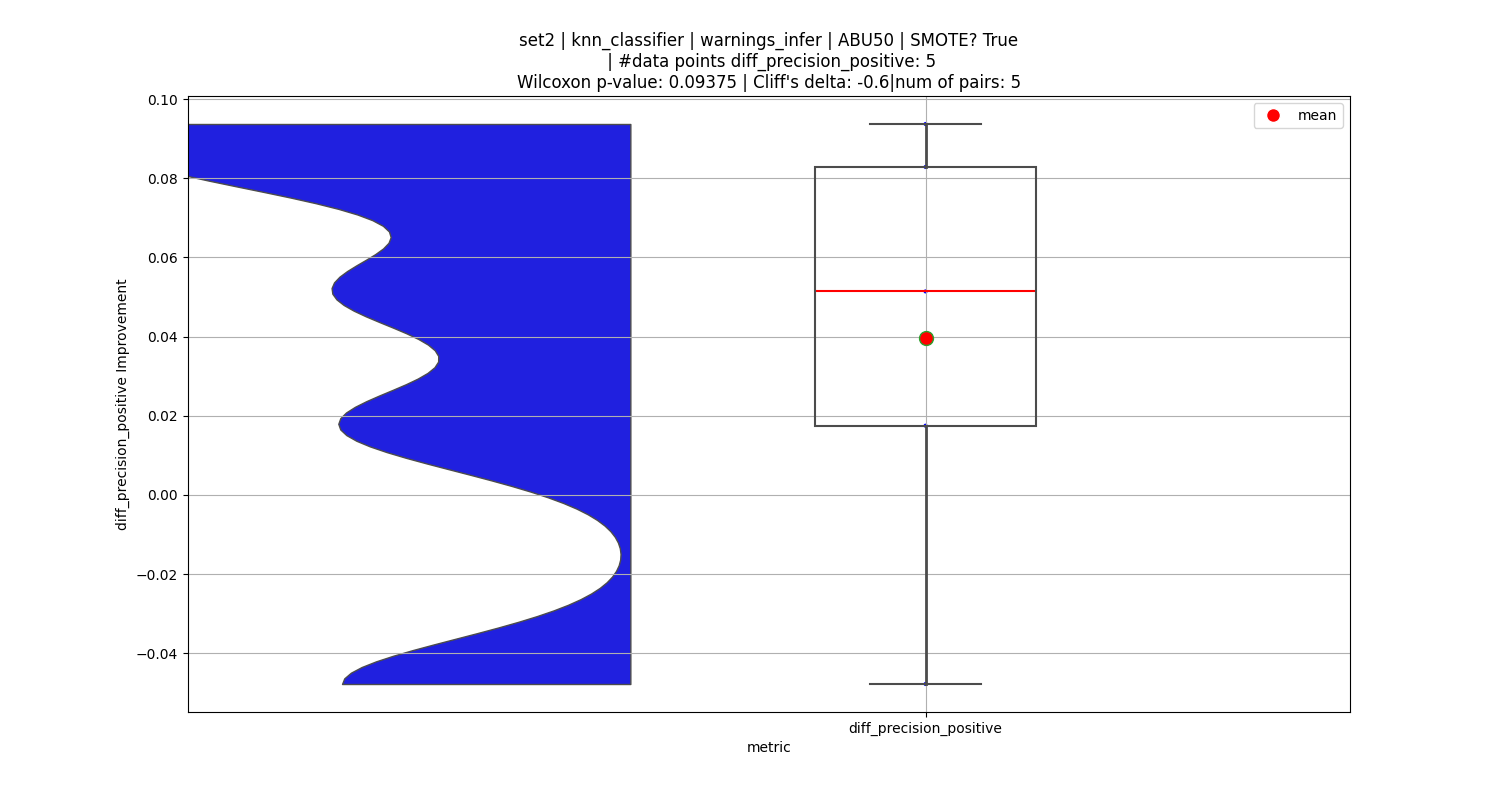 set2 | knn_classifier | warnings_infer | ABU50 | SMOTE? True
| #data points diff_precision_positive: 5
Wilcoxon p-value: 0.09375 | Cliff's delta: -0.6|num of pairs: 5
mean
diff_precision_positive Improvement
0.10
0.08
0.06
0.04
0.02
0.00
−0.02
−0.04
diff_precision_positive
metric